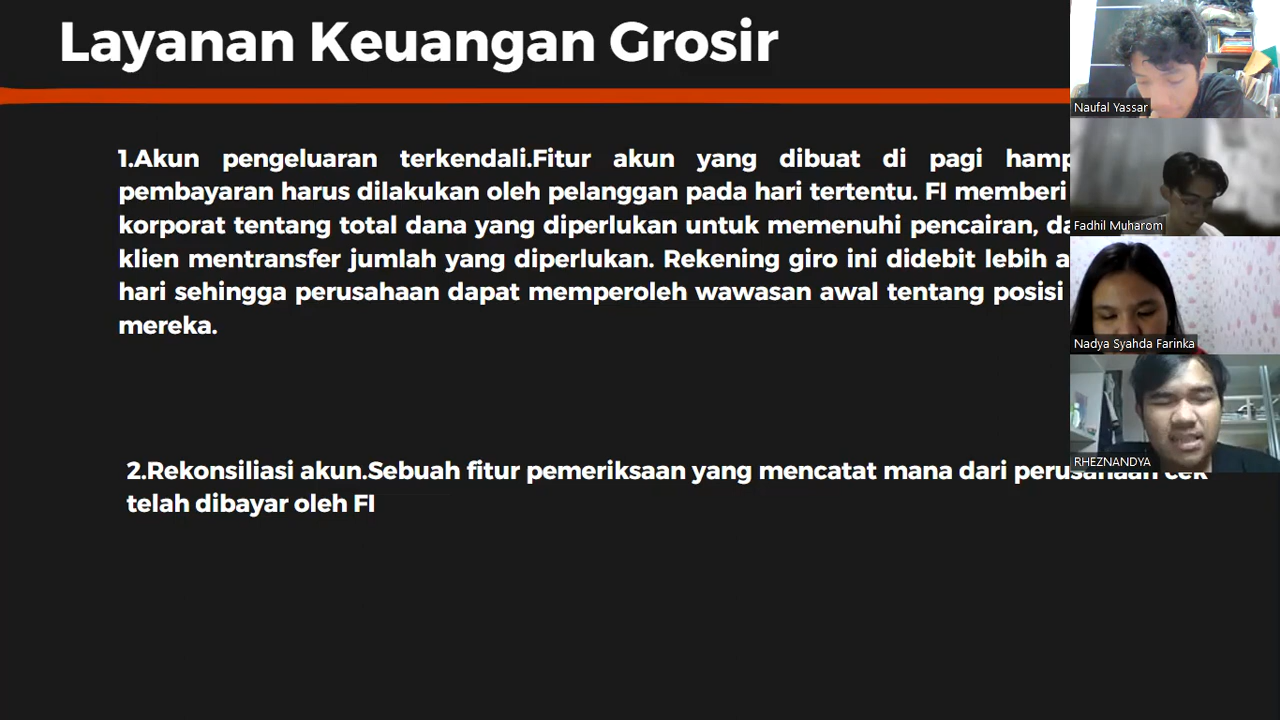 Layanan Keuangan Grosir
1.Akun pengeluaran terkendali.Fitur akun yang dibuat di pagi
pembayaran harus dilakukan oleh pelanggan pada hari tertentu. FI memberi
korporat tentang total dana yang diperlukan untuk memenuhi pencairan,
klien mentransfer jumlah yang diperlukan. Rekening giro ini didebit lebih
hari sehingga perusahaan dapat memperoleh wawasan awal tentang posisi
mereka.
2.Rekonsiliasi akun.Sebuah fitur pemeriksaan yang mencatat mana dari perusahaan cek
telah dibayar oleh FI
Naufal Yassar
Fadhil Muharom
Nadya Syahda Farinka
RHEZNANDYA